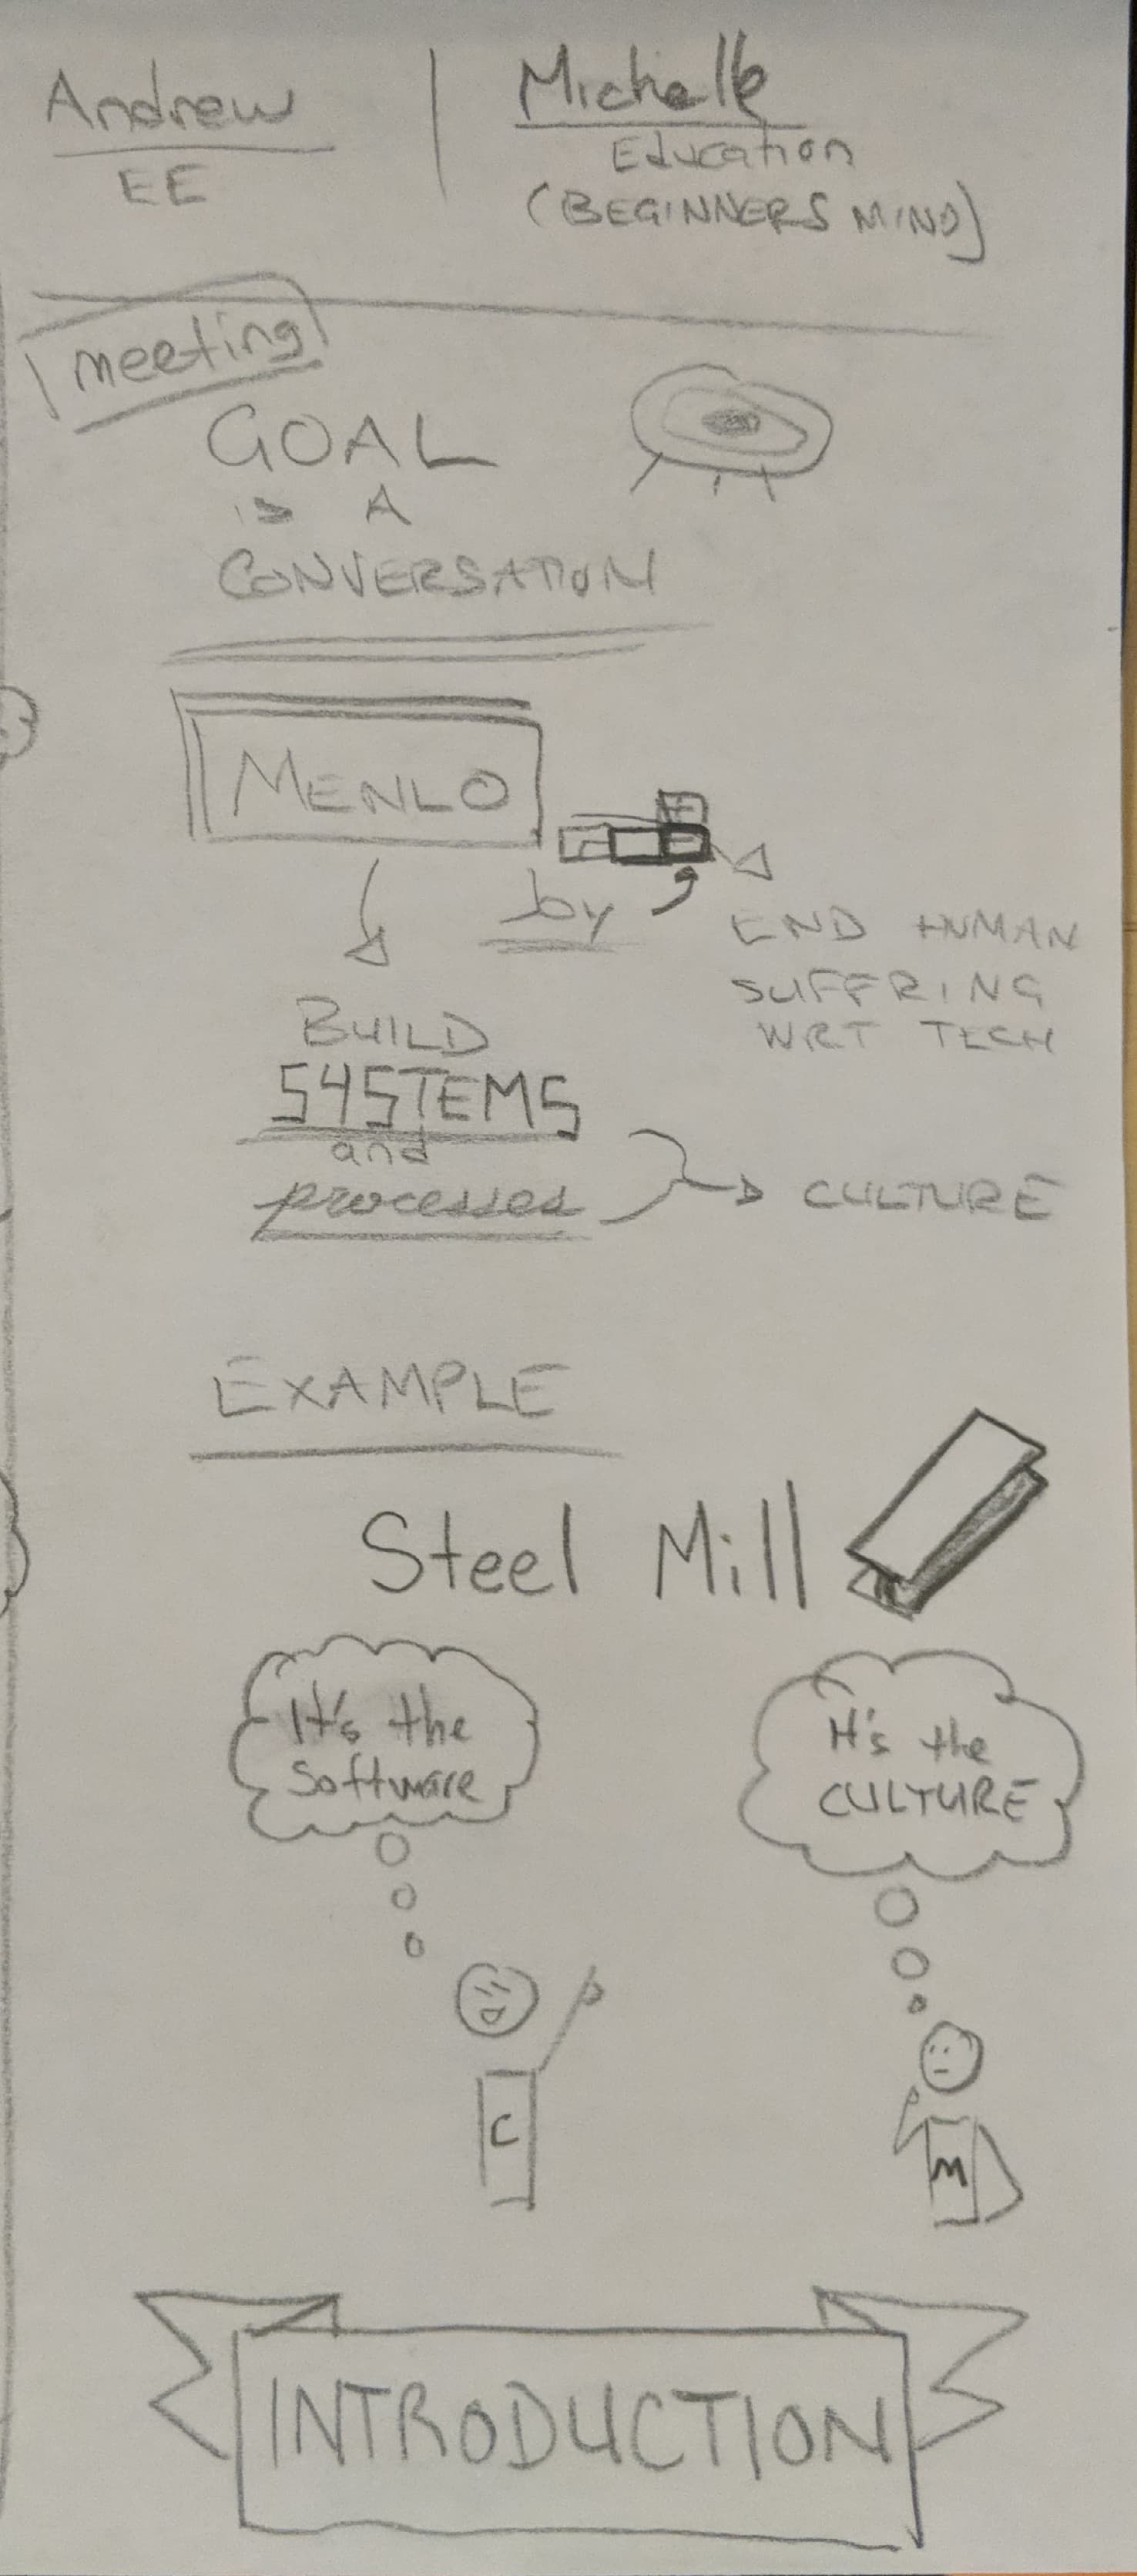 Andrew
EE
Michelle
Education
(BEGINNERS MIND)
meeting
GOAL
is A
CONVERSATION
MENLO
joy
END HUMAN
SUFFRING
WRT TECH
BUILD
SYSTEMS
and
processes
CULTURE
EXAMPLE
Steel Mill
It's the
Software
It's the
CULTURE
C
M
INTRODUCTION